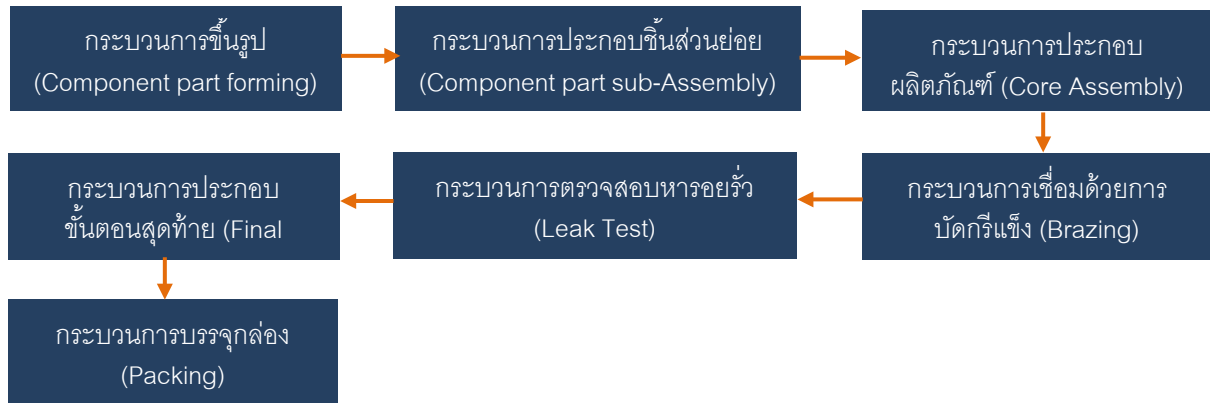 กระบวนการขึ้นรูป
(Component part forming)
กระบวนการประกอบชิ้นส่วนย่อย
(Component part sub-Assembly)
กระบวนการประกอบ
ผลิตภัณฑ์ (Core Assembly)
กระบวนการเชื่อมด้วยการ
บัดกรีแข็ง (Brazing)
กระบวนการตรวจสอบหารอยรั่ว
(Leak Test)
กระบวนการประกอบ
ขั้นตอนสุดท้าย (Final
กระบวนการบรรจุกล่อง
(Packing)